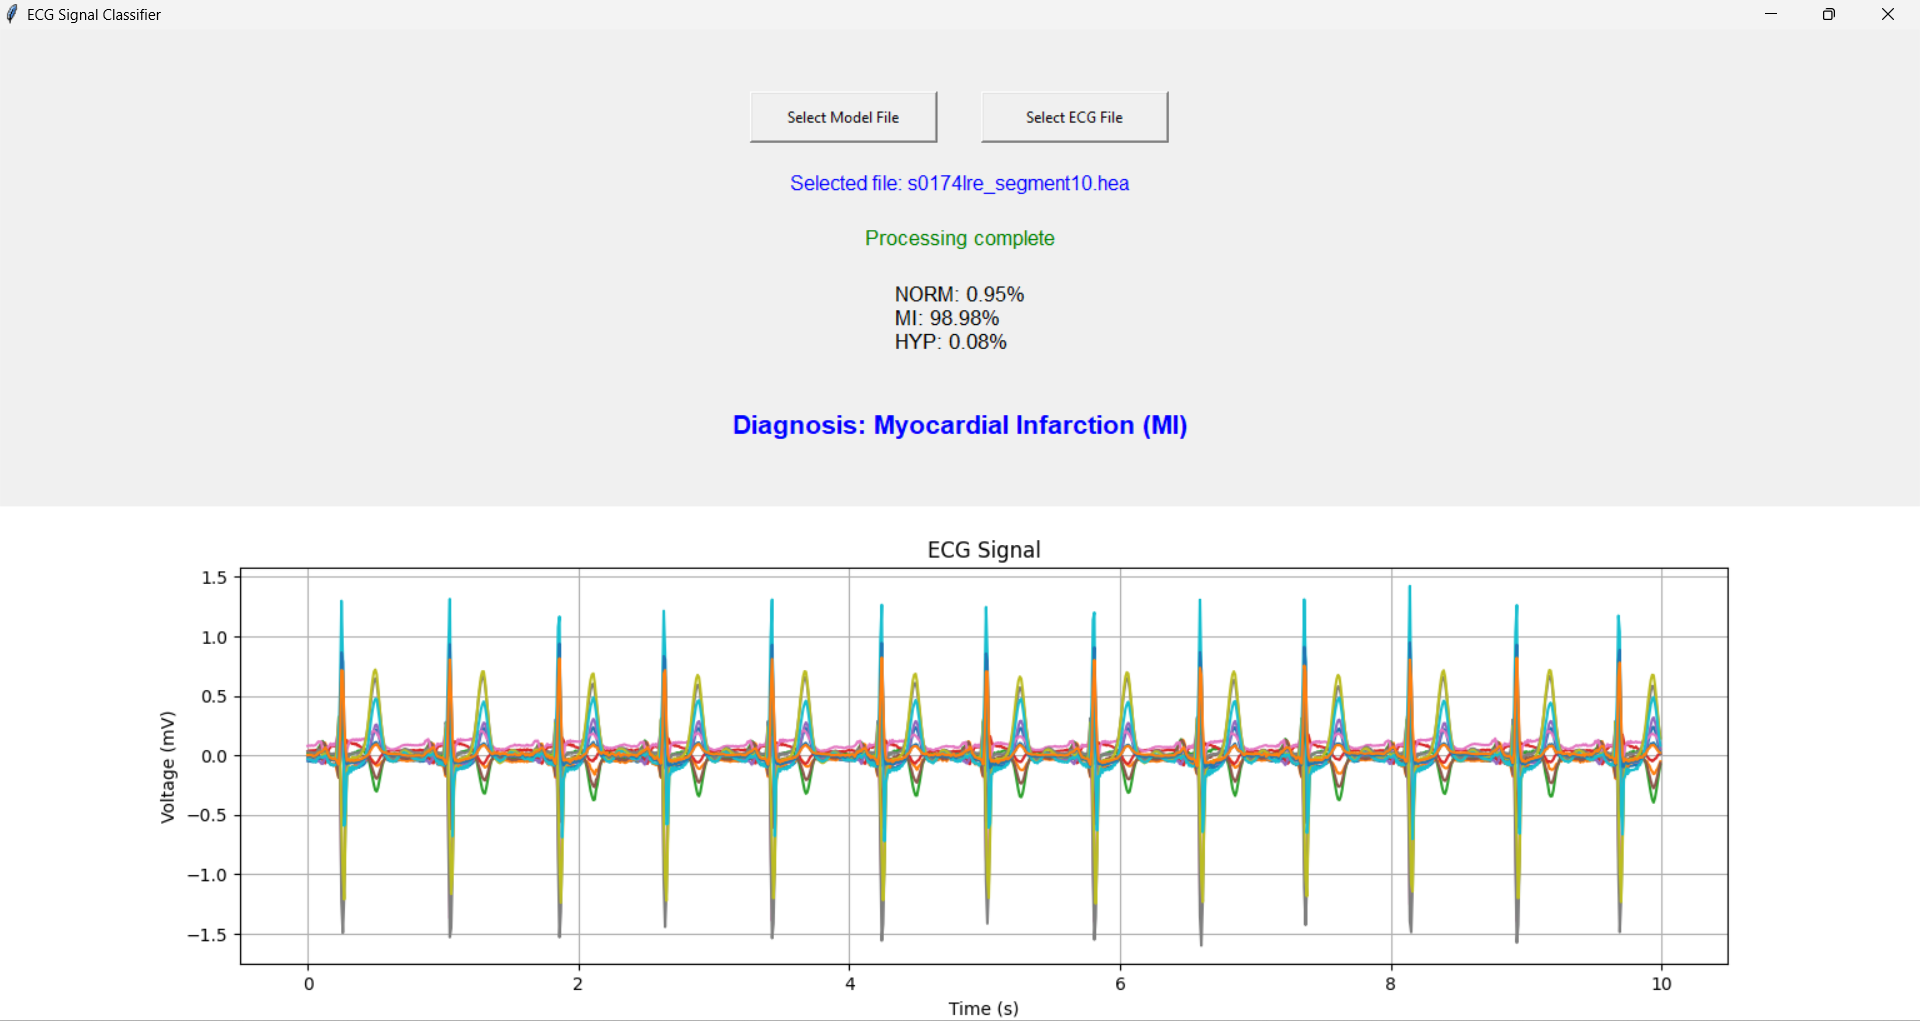 ECG Signal Classifier
Select Model File
Select ECG File
Selected file: s0174lre_segment10.hea
Processing complete
NORM: 0.95%
MI: 98.98%
HYP: 0.08%
Diagnosis: Myocardial Infarction (MI)
ECG Signal
1.5
1.0
0.5
0.0
−0.5
−1.0
−1.5
Voltage (mV)
0 2 4 6 8 10
Time (s)